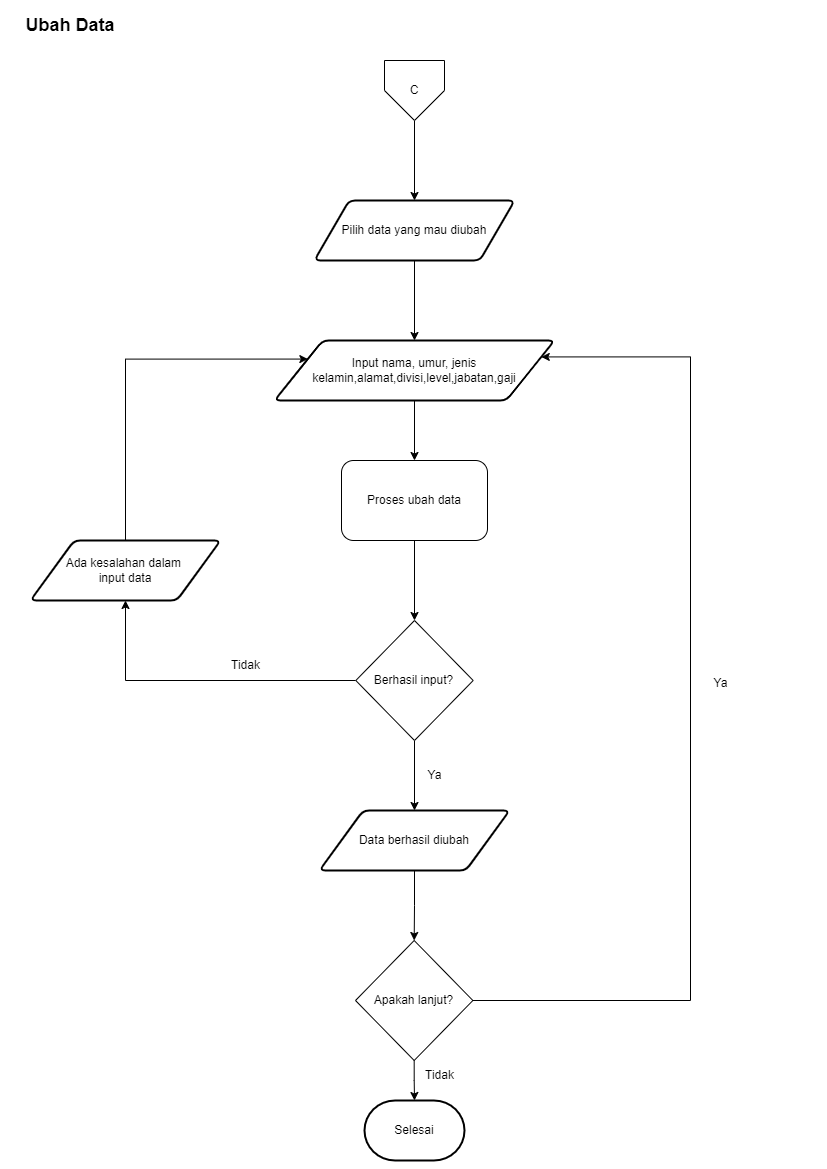 Ubah Data
C
Pilih data yang mau diubah
Input nama, umur, jenis
kelamin,alamat,divisi,level,jabatan,gaji
Proses ubah data
Ada kesalahan dalam
input data
Tidak
Berhasil input?
Ya
Ya
Data berhasil diubah
Apakah lanjut?
Tidak
Selesai